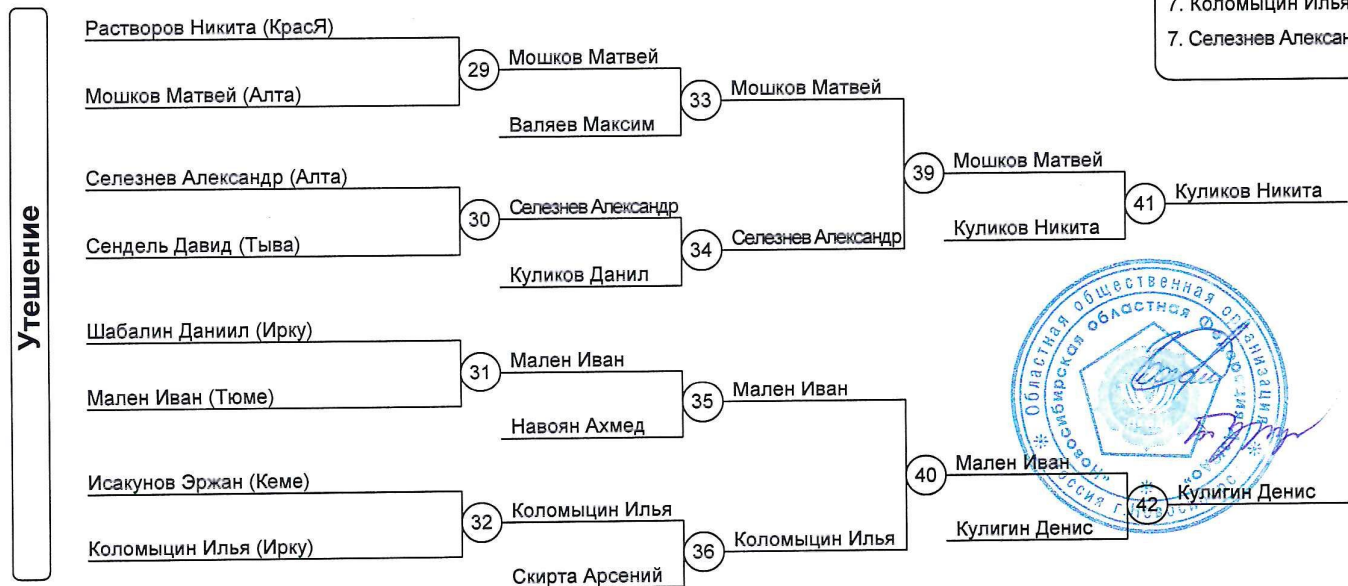 7. Коломыцин Илья
7. Селезнев Алексан
Утешение
Растворов Никита (КрасЯ)
Мошков Матвей (Алта)
29
Мошков Матвей
Валяев Максим
33
Мошков Матвей
Селезнев Александр (Алта)
Сендель Давид (Тыва)
30
Селезнев Александр
Куликов Данил
34
Селезнев Александр
39
Мошков Матвей
Куликов Никита
41
Куликов Никита
Шабалин Даниил (Ирку)
Мален Иван (Тюме)
31
Мален Иван
Навоян Ахмед
35
Мален Иван
Исакунов Эржан (Кеме)
Коломыцин Илья (Ирку)
32
Коломыцин Илья
Скирта Арсений
36
Коломыцин Илья
40
Мален Иван
Кулигин Денис
42
Кулигин Денис
Областная общественная организация
Новосибирская областная Федерация